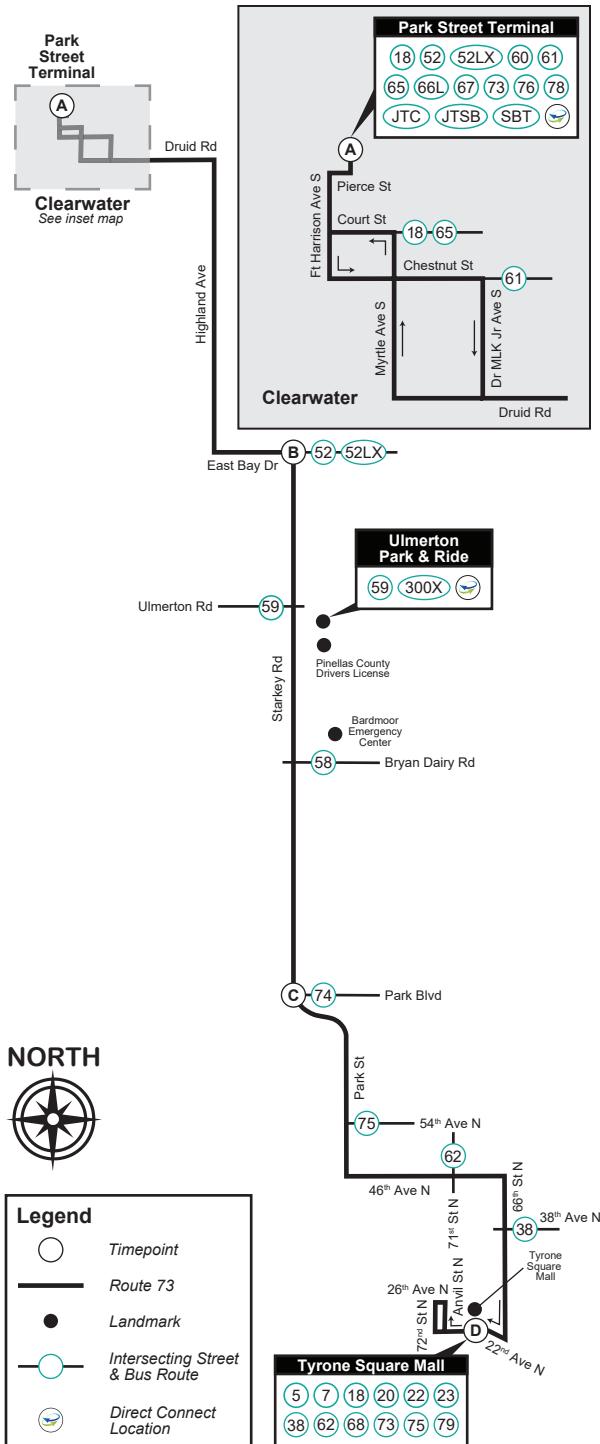 Park
Street
Terminal
A
Druid Rd
Clearwater
See inset map
Highland Ave
Park Street Terminal
18 52 52LX 60 61
65 66L 67 73 76 78
JTC JTSB SBT
A
Pierce St
Ft Harrison Ave S
Court St
18 65
Chestnut St
61
Myrtle Ave S
Dr MLK Jr Ave S
Clearwater
Druid Rd
B 52 52LX
East Bay Dr
Ulmerton
Park & Ride
59 300X
Ulmerton Rd 59
Pinellas County
Drivers License
Starkey Rd
Bardmoor
Emergency
Center
58 Bryan Dairy Rd
C 74 Park Blvd
NORTH
Park St
75 54th Ave N
62
46th Ave N
71st St N
66th St N
38th Ave N
38
Tyrone
Square
Mall
Anvil St N
26th Ave N
72nd St N
D
22nd Ave N
Legend
Timepoint
Route 73
Landmark
Intersecting Street
& Bus Route
Direct Connect
Location
Tyrone Square Mall
5 7 18 20 22 23
38 62 68 73 75 79